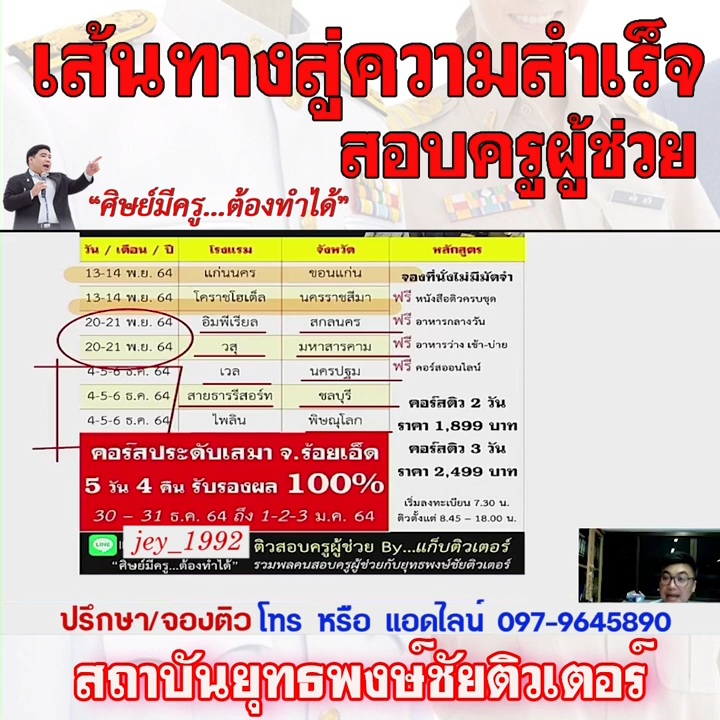 เส้นทางสู่ความสำเร็จ
สอบครูผู้ช่วย
“ศิษย์มีครู...ต้องทำได้”
วัน / เดือน / ปี โรงแรม จังหวัด หลักสูตร
13-14 พ.ย. 64 แก่นนคร ขอนแก่น จองที่นั่งไม่มีมัดจำ
13-14 พ.ย. 64 โคราชโฮเต็ล นครราชสีมา ฟรี หนังสือติวครบชุด
20-21 พ.ย. 64 อิมพีเรียล สกลนคร ฟรี อาหารกลางวัน
20-21 พ.ย. 64 วสุ มหาสารคาม ฟรี อาหารว่าง เช้า-บ่าย
4-5-6 ธ.ค. 64 เวล นครปฐม ฟรี คอร์สออนไลน์
4-5-6 ธ.ค. 64 สายธารรีสอร์ท ชลบุรี
4-5-6 ธ.ค. 64 ไพลิน พิษณุโลก
คอร์สติว 2 วัน
ราคา 1,899 บาท
คอร์สติว 3 วัน
ราคา 2,499 บาท
เริ่มลงทะเบียน 7.30 น.
ติวตั้งแต่ 8.45 – 18.00 น.
คอร์สประดับเสมา จ.ร้อยเอ็ด
5 วัน 4 คืน รับรองผล 100%
30 – 31 ธ.ค. 64 ถึง 1-2-3 ม.ค. 64
LINE jey_1992 ติวสอบครูผู้ช่วย By...แก็บติวเตอร์
“ศิษย์มีครู...ต้องทำได้” รวมพลคนสอบครูผู้ช่วยกับยุทธพงษ์ชัยติวเตอร์
ปรึกษา/จองติว โทร หรือ แอดไลน์ 097-9645890
สถาบันยุทธพงษ์ชัยติวเตอร์